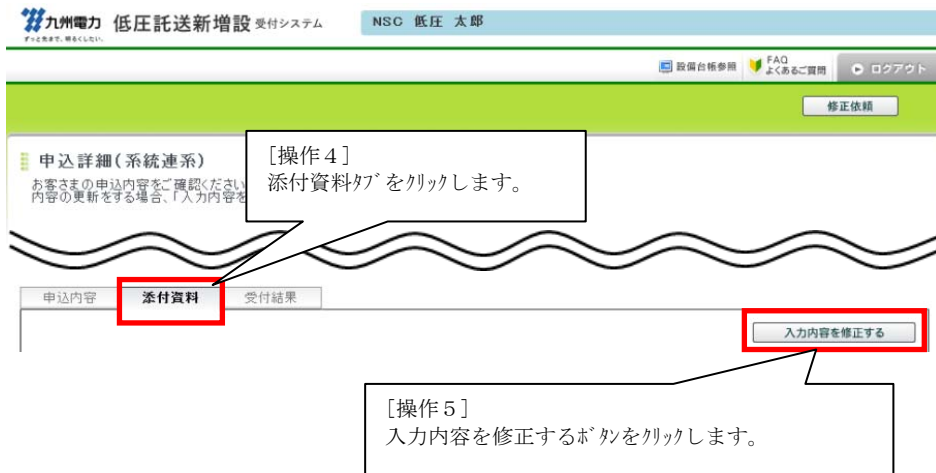 九州電力 低圧託送新増設 受付システム NSC 低圧 太郎
ずっと先まで、明るくしたい。
設備台帳参照 FAQ よくあるご質問 ログアウト
修正依頼
申込詳細(系統連系)
お客さまの申込内容をご確認ください
内容の更新をする場合、「入力内容を
[操作4]
添付資料ﾀﾌﾞをｸﾘｯｸします。
申込内容 添付資料 受付結果
入力内容を修正する
[操作5]
入力内容を修正するﾎﾞﾀﾝをｸﾘｯｸします。